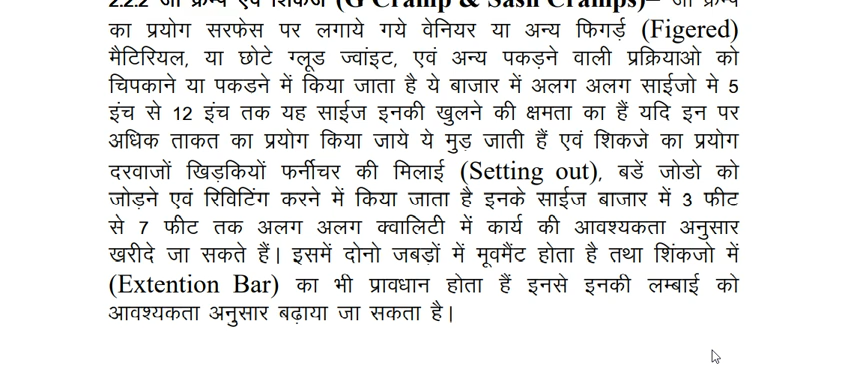 2.2.2 जी क्रेम्प एवं शिकंजे (G Cramp & Sash Cramps)– जी क्रेम्प
का प्रयोग सरफेस पर लगाये गये वेनियर या अन्य फिगर्ड़ (Figered)
मैटिरियल, या छोटे ग्लूड ज्वांइट, एवं अन्य पकड़ने वाली प्रक्रियाओ को
चिपकाने या पकडने में किया जाता है ये बाजार में अलग अलग साईजो मे 5
इंच से 12 इंच तक यह साईज इनकी खुलने की क्षमता का हैं यदि इन पर
अधिक ताकत का प्रयोग किया जाये ये मुड़ जाती हैं एवं शिकजे का प्रयोग
दरवाजों खिड़कियों फर्नीचर की मिलाई (Setting out), बडें जोडो को
जोड़ने एवं रिविटिंग करने में किया जाता है इनके साईज बाजार में 3 फीट
से 7 फीट तक अलग अलग क्वालिटी में कार्य की आवश्यकता अनुसार
खरीदे जा सकते हैं। इसमें दोनो जबड़ों में मूवमैंट होता है तथा शिंकजो में
(Extention Bar) का भी प्रावधान होता हैं इनसे इनकी लम्बाई को
आवश्यकता अनुसार बढ़ाया जा सकता है।